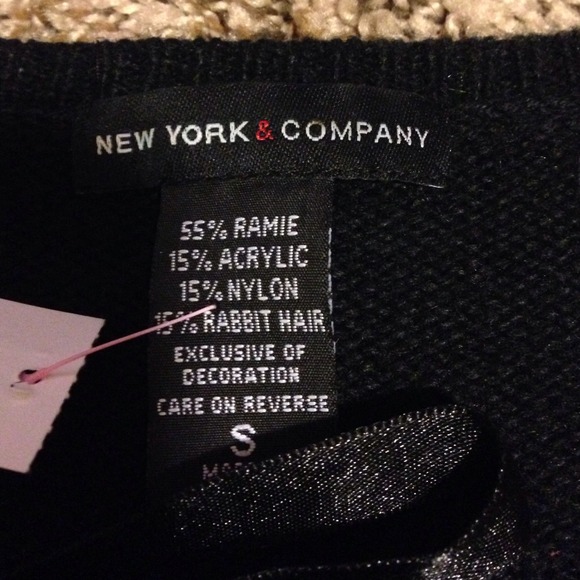 NEW YORK & COMPANY
55% RAMIE
15% ACRYLIC
15% NYLON
15% RABBIT HAIR
EXCLUSIVE OF
DECORATION
CARE ON REVERSE
S